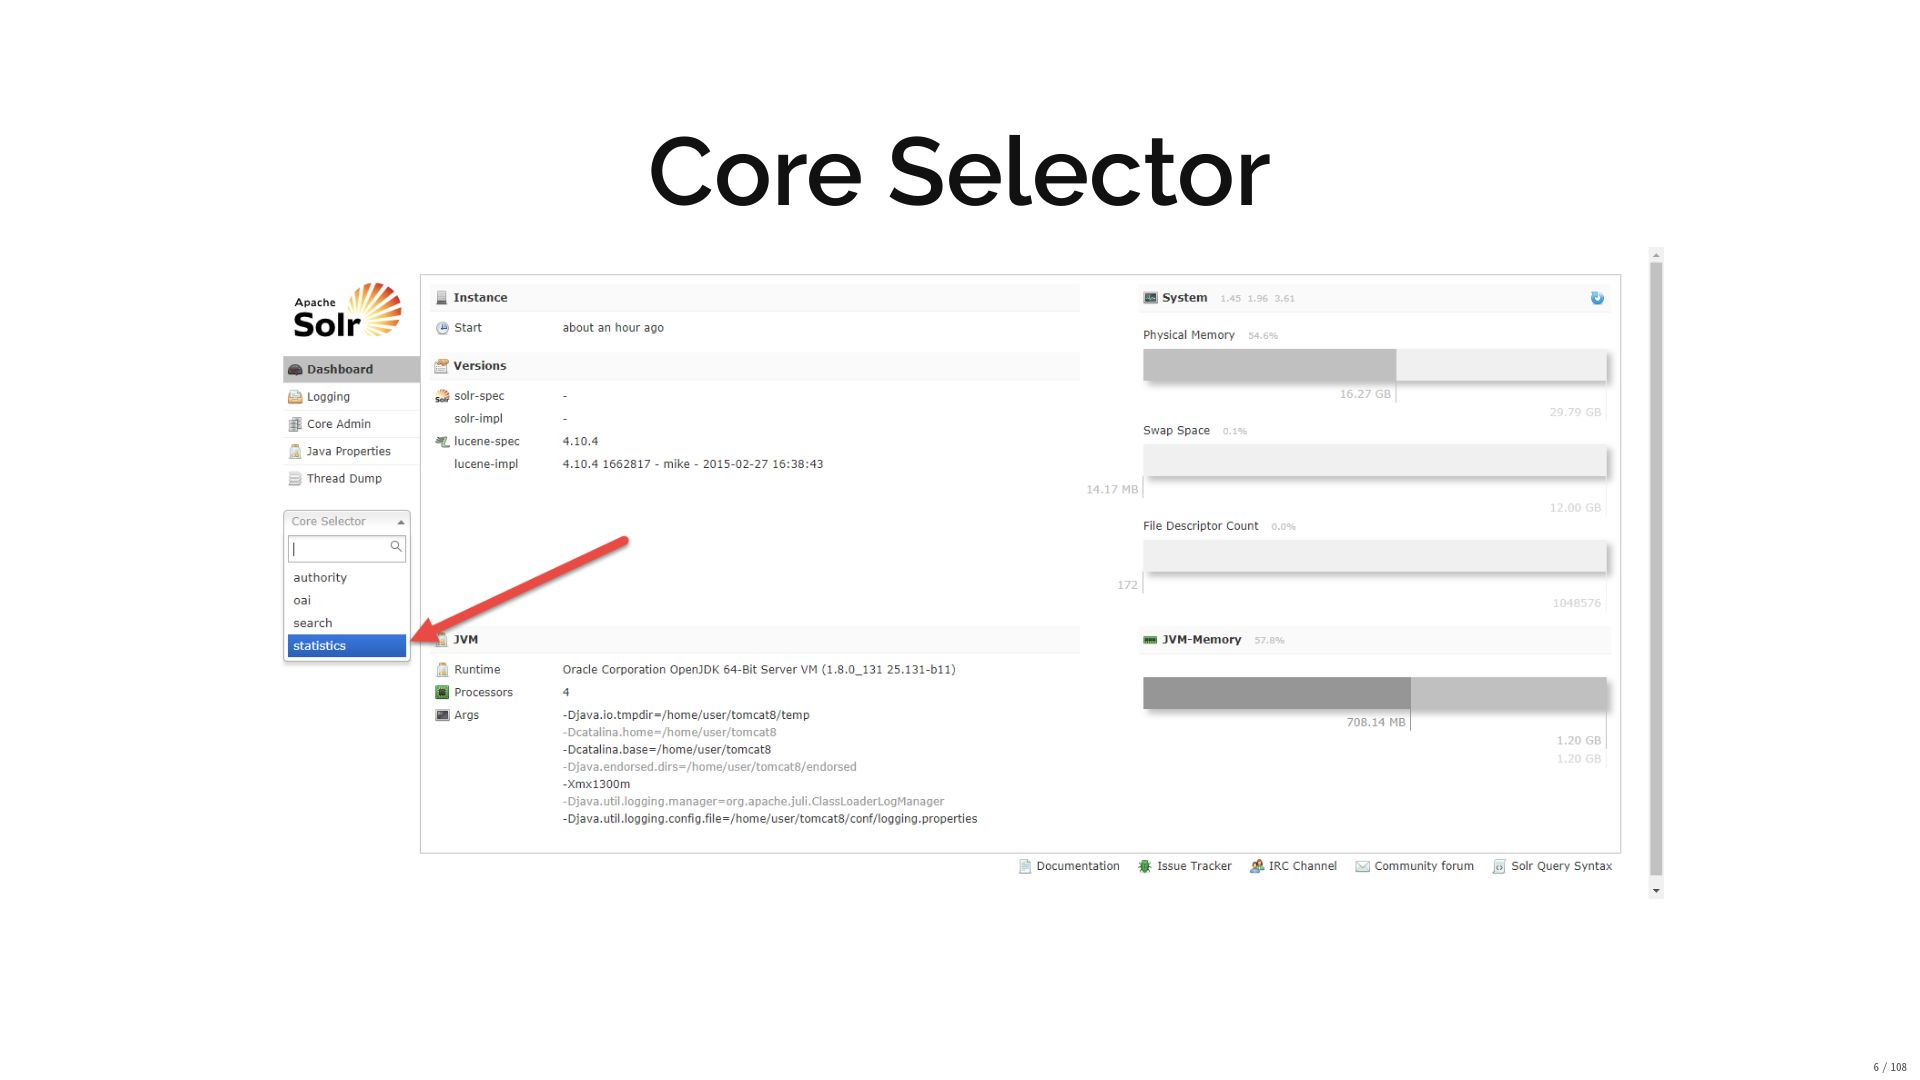 Core Selector
Apache
Solr
Dashboard
Logging
Core Admin
Java Properties
Thread Dump
Core Selector
authority
oai
search
statistics
Instance
Start about an hour ago
Versions
solr-spec -
solr-impl -
lucene-spec 4.10.4
lucene-impl 4.10.4 1662817 - mike - 2015-02-27 16:38:43
JVM
Runtime Oracle Corporation OpenJDK 64-Bit Server VM (1.8.0_131 25.131-b11)
Processors 4
Args -Djava.io.tmpdir=/home/user/tomcat8/temp
-Dcatalina.home=/home/user/tomcat8
-Dcatalina.base=/home/user/tomcat8
-Djava.endorsed.dirs=/home/user/tomcat8/endorsed
-Xmx1300m
-Djava.util.logging.manager=org.apache.juli.ClassLoaderLogManager
-Djava.util.logging.config.file=/home/user/tomcat8/conf/logging.properties
System 1.45 1.96 3.61
Physical Memory 54.6%
16.27 GB
29.79 GB
Swap Space 0.1%
14.17 MB
12.00 GB
File Descriptor Count 0.0%
172
1048576
JVM-Memory 57.8%
708.14 MB
1.20 GB
1.20 GB
Documentation Issue Tracker IRC Channel Community forum Solr Query Syntax
6 / 108